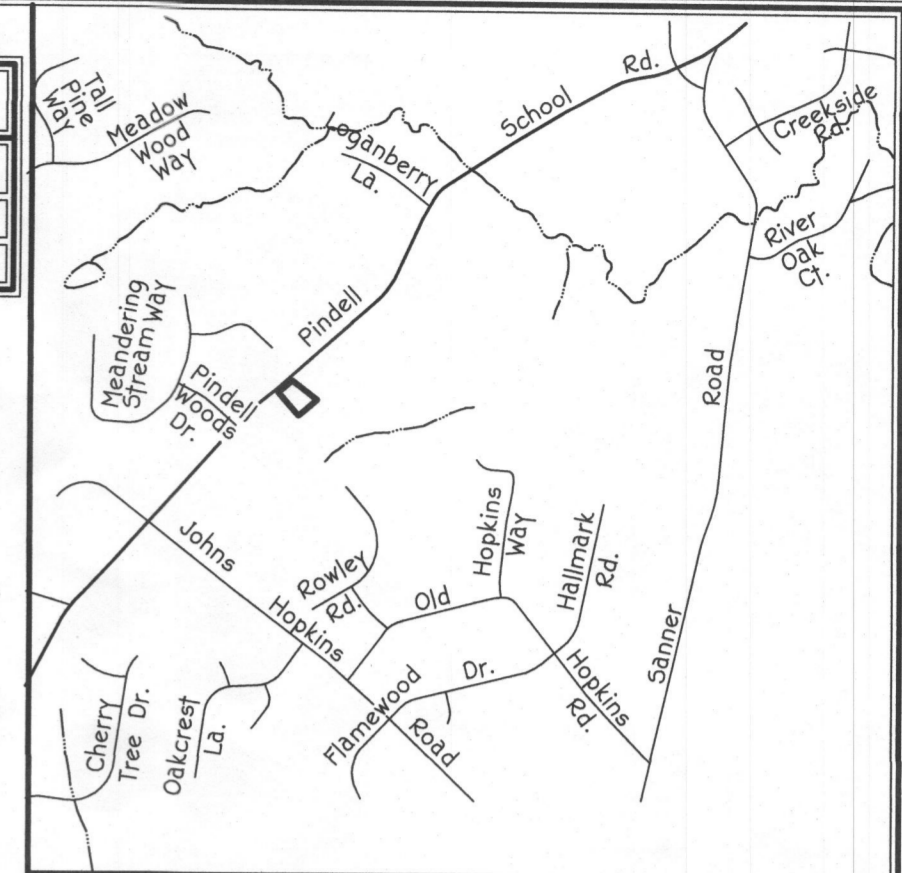 Tall
Pine
Way
Meadow
Wood
Way
Loganberry
La.
School
Rd.
Creekside
Rd.
River
Oak
Ct.
Pindell
Meandering
Stream Way
Pindell
Woods
Dr.
Road
Sanner
Johns
Hopkins
Road
Rowley
Rd.
Old
Hopkins
Rd.
Hopkins
Way
Hallmark
Rd.
Flamewood
Dr.
Cherry
Tree Dr.
Oakcrest
La.